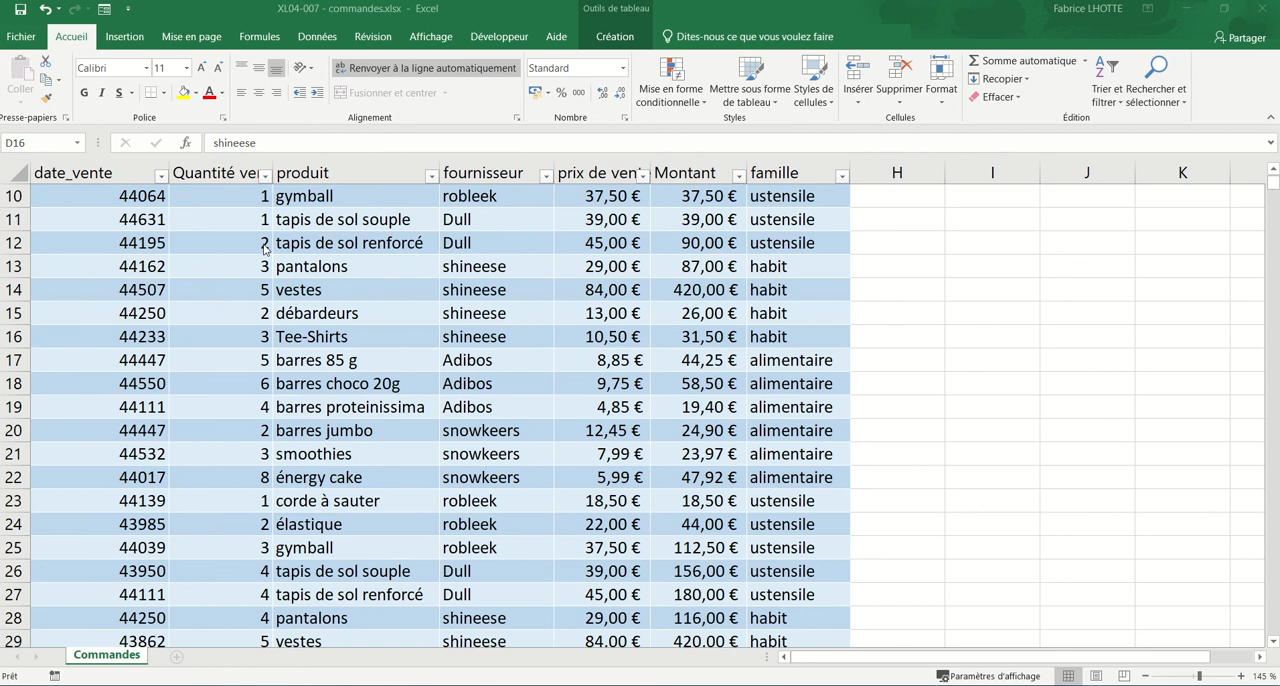 XL04-007 - commandes.xlsx - Excel
Outils de tableau
Fabrice LHOTTE
Fichier Accueil Insertion Mise en page Formules Données Révision Affichage Aide Développeur Création Dites-nous ce que vous voulez faire Partager
Coller
Calibri 11
Renvoyer à la ligne automatiquement
Standard
G I S
Fusionner et centrer
% 000
Mise en forme conditionnelle
Mettre sous forme de tableau
Styles de cellules
Insérer Supprimer Format
Somme automatique
Recopier
Effacer
Trier et filtrer
Rechercher et sélectionner
Presse-papiers Police Alignement Nombre Styles Cellules Édition
D16 fx shineese
date_vente Quantité ver produit fournisseur prix de vent Montant famille H I J K
10 44064 1 gymball robleek 37,50 € 37,50 € ustensile
11 44631 1 tapis de sol souple Dull 39,00 € 39,00 € ustensile
12 44195 2 tapis de sol renforcé Dull 45,00 € 90,00 € ustensile
13 44162 3 pantalons shineese 29,00 € 87,00 € habit
14 44507 5 vestes shineese 84,00 € 420,00 € habit
15 44250 2 débardeurs shineese 13,00 € 26,00 € habit
16 44233 3 Tee-Shirts shineese 10,50 € 31,50 € habit
17 44447 5 barres 85 g Adibos 8,85 € 44,25 € alimentaire
18 44550 6 barres choco 20g Adibos 9,75 € 58,50 € alimentaire
19 44111 4 barres proteinissima Adibos 4,85 € 19,40 € alimentaire
20 44447 2 barres jumbo snowkeers 12,45 € 24,90 € alimentaire
21 44532 3 smoothies snowkeers 7,99 € 23,97 € alimentaire
22 44017 8 énergy cake snowkeers 5,99 € 47,92 € alimentaire
23 44139 1 corde à sauter robleek 18,50 € 18,50 € ustensile
24 43985 2 élastique robleek 22,00 € 44,00 € ustensile
25 44039 3 gymball robleek 37,50 € 112,50 € ustensile
26 43950 4 tapis de sol souple Dull 39,00 € 156,00 € ustensile
27 44111 4 tapis de sol renforcé Dull 45,00 € 180,00 € ustensile
28 44250 4 pantalons shineese 29,00 € 116,00 € habit
29 43862 5 vestes shineese 84,00 € 420,00 € habit
Commandes
Prêt
Paramètres d'affichage
145 %